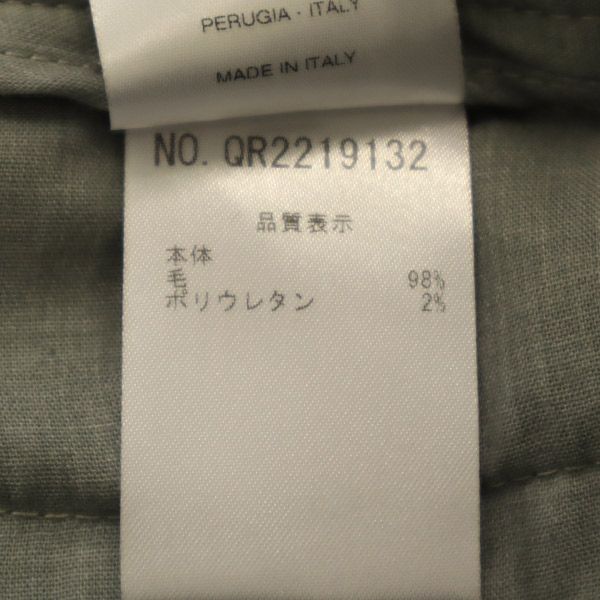 PERUGIA - ITALY
MADE IN ITALY
NO. QR2219132
品質表示
本体
毛 98%
ポリウレタン 2%